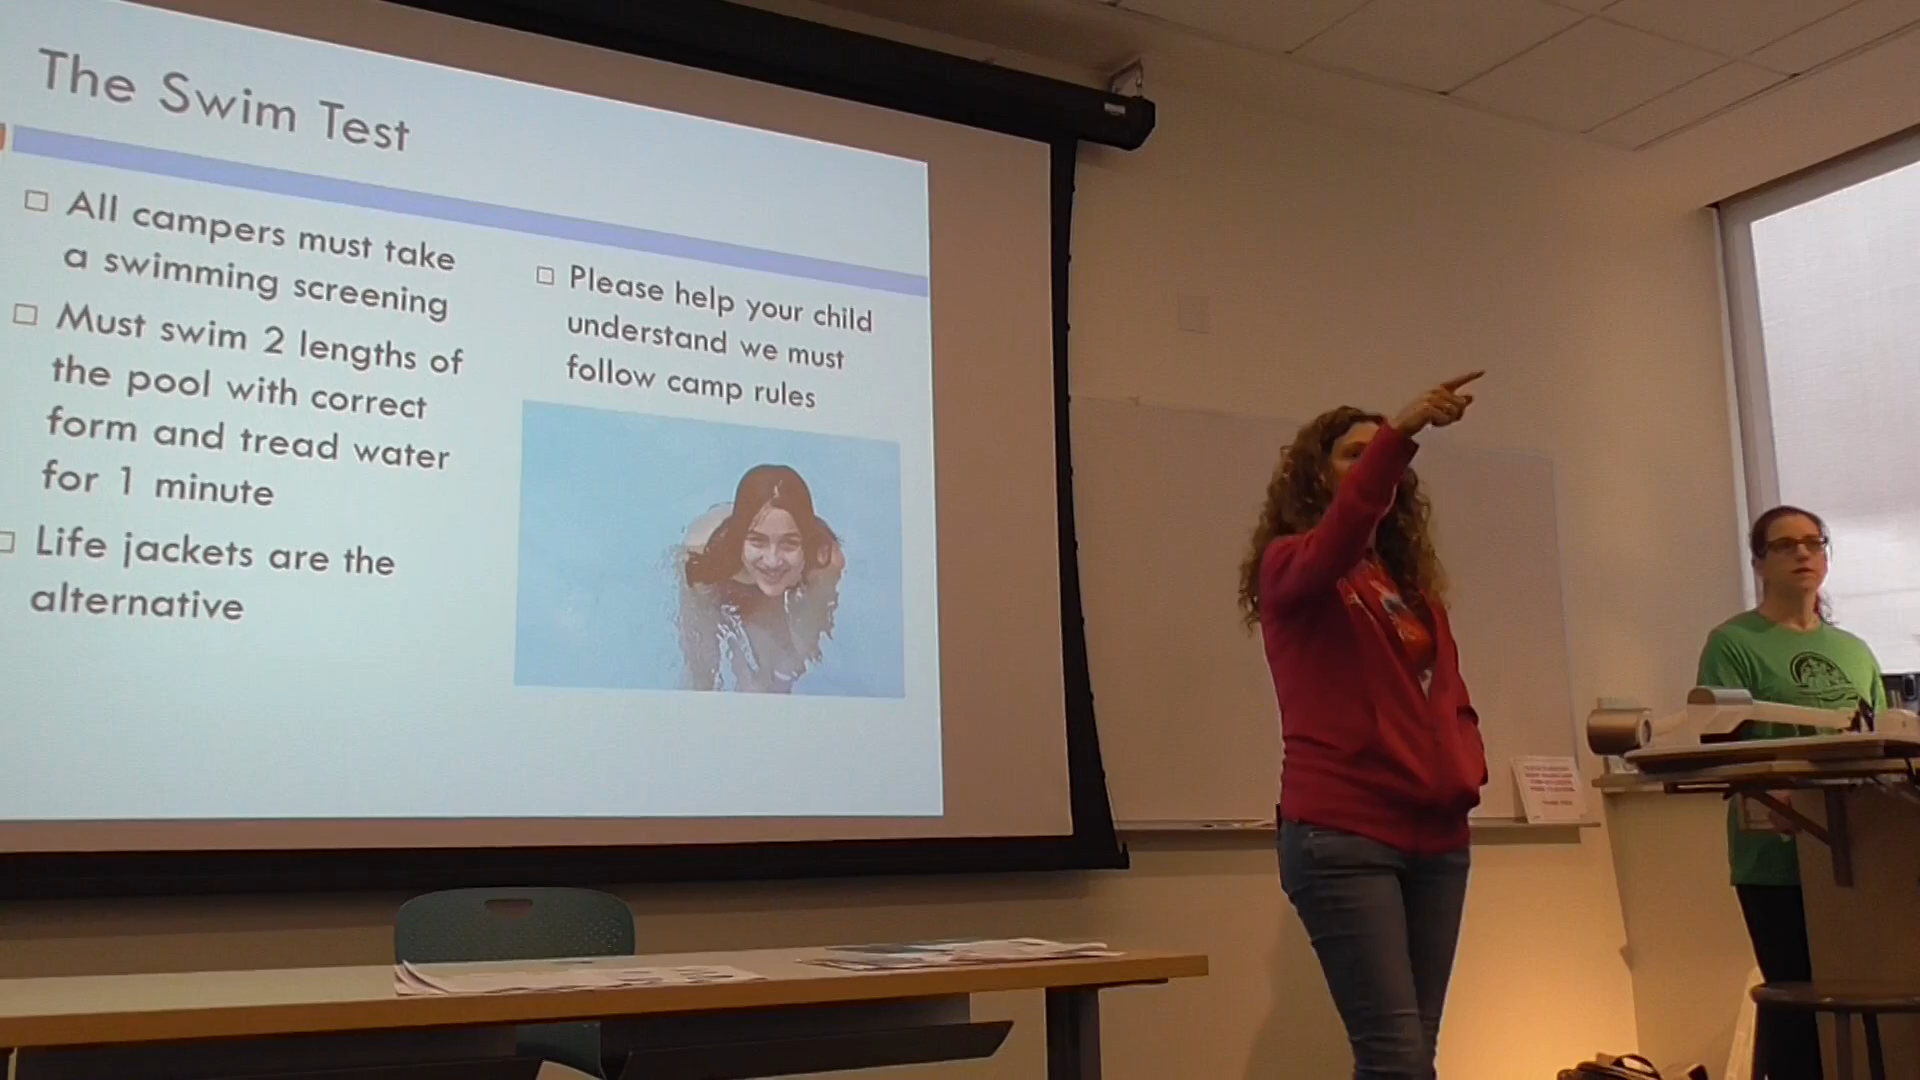 The Swim Test
All campers must take
a swimming screening
Must swim 2 lengths of
the pool with correct
form and tread water
for 1 minute
Life jackets are the
alternative
Please help your child
understand we must
follow camp rules